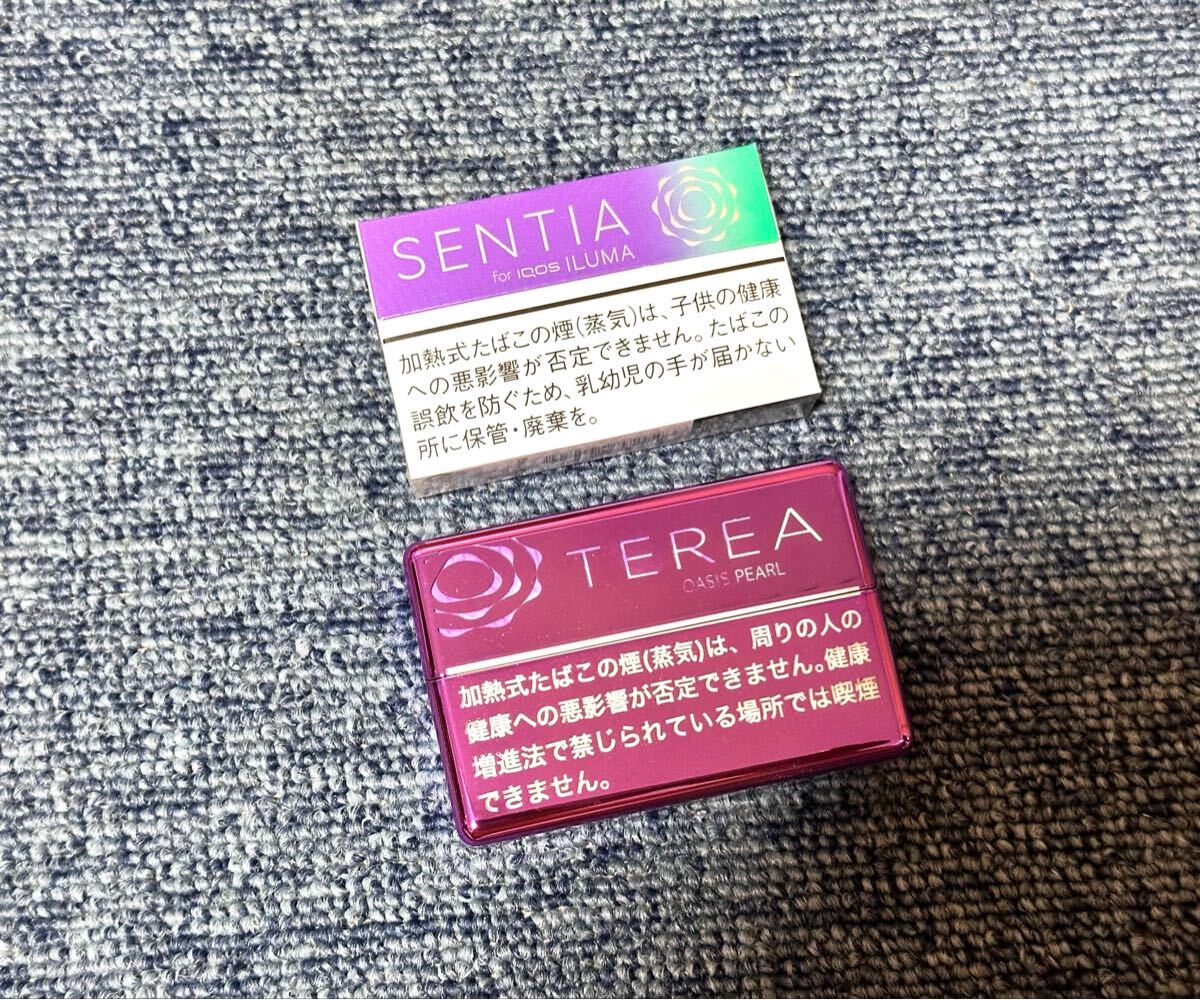 SENTIA
for IQOS ILUMA
加熱式たばこの煙(蒸気)は、子供の健康
への悪影響が否定できません。たばこの
誤飲を防ぐため、乳幼児の手が届かない
所に保管・廃棄を。
TEREA
OASIS PEARL
加熱式たばこの煙(蒸気)は、周りの人の
健康への悪影響が否定できません。健康
増進法で禁じられている場所では喫煙
できません。